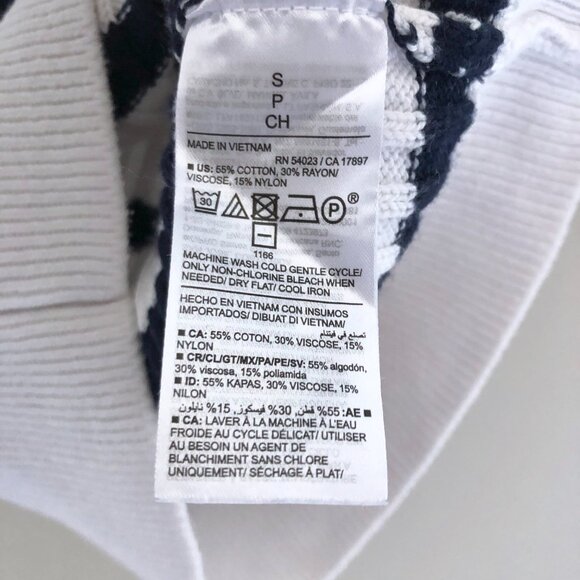 S
P
CH
MADE IN VIETNAM
RN 54023 / CA 17897
■ US: 55% COTTON, 30% RAYON/
VISCOSE, 15% NYLON
30 P ®
1166
MACHINE WASH COLD GENTLE CYCLE/
ONLY NON-CHLORINE BLEACH WHEN
NEEDED/ DRY FLAT/ COOL IRON
HECHO EN VIETNAM CON INSUMOS
IMPORTADOS/ DIBUAT DI VIETNAM/
تصنع في فيتنام
■ CA: 55% COTON, 30% VISCOSE, 15%
NYLON
■ CR/CL/GT/MX/PA/PE/SV: 55% algodón,
30% viscosa, 15% poliamida
■ ID: 55% KAPAS, 30% VISCOSE, 15%
NILON
■ AE: 55% قطن, 30% فيسكوز, 15% نايلون
■ CA: LAVER À LA MACHINE À L'EAU
FROIDE AU CYCLE DÉLICAT/ UTILISER
AU BESOIN UN AGENT DE
BLANCHIMENT SANS CHLORE
UNIQUEMENT/ SÉCHAGE À PLAT/